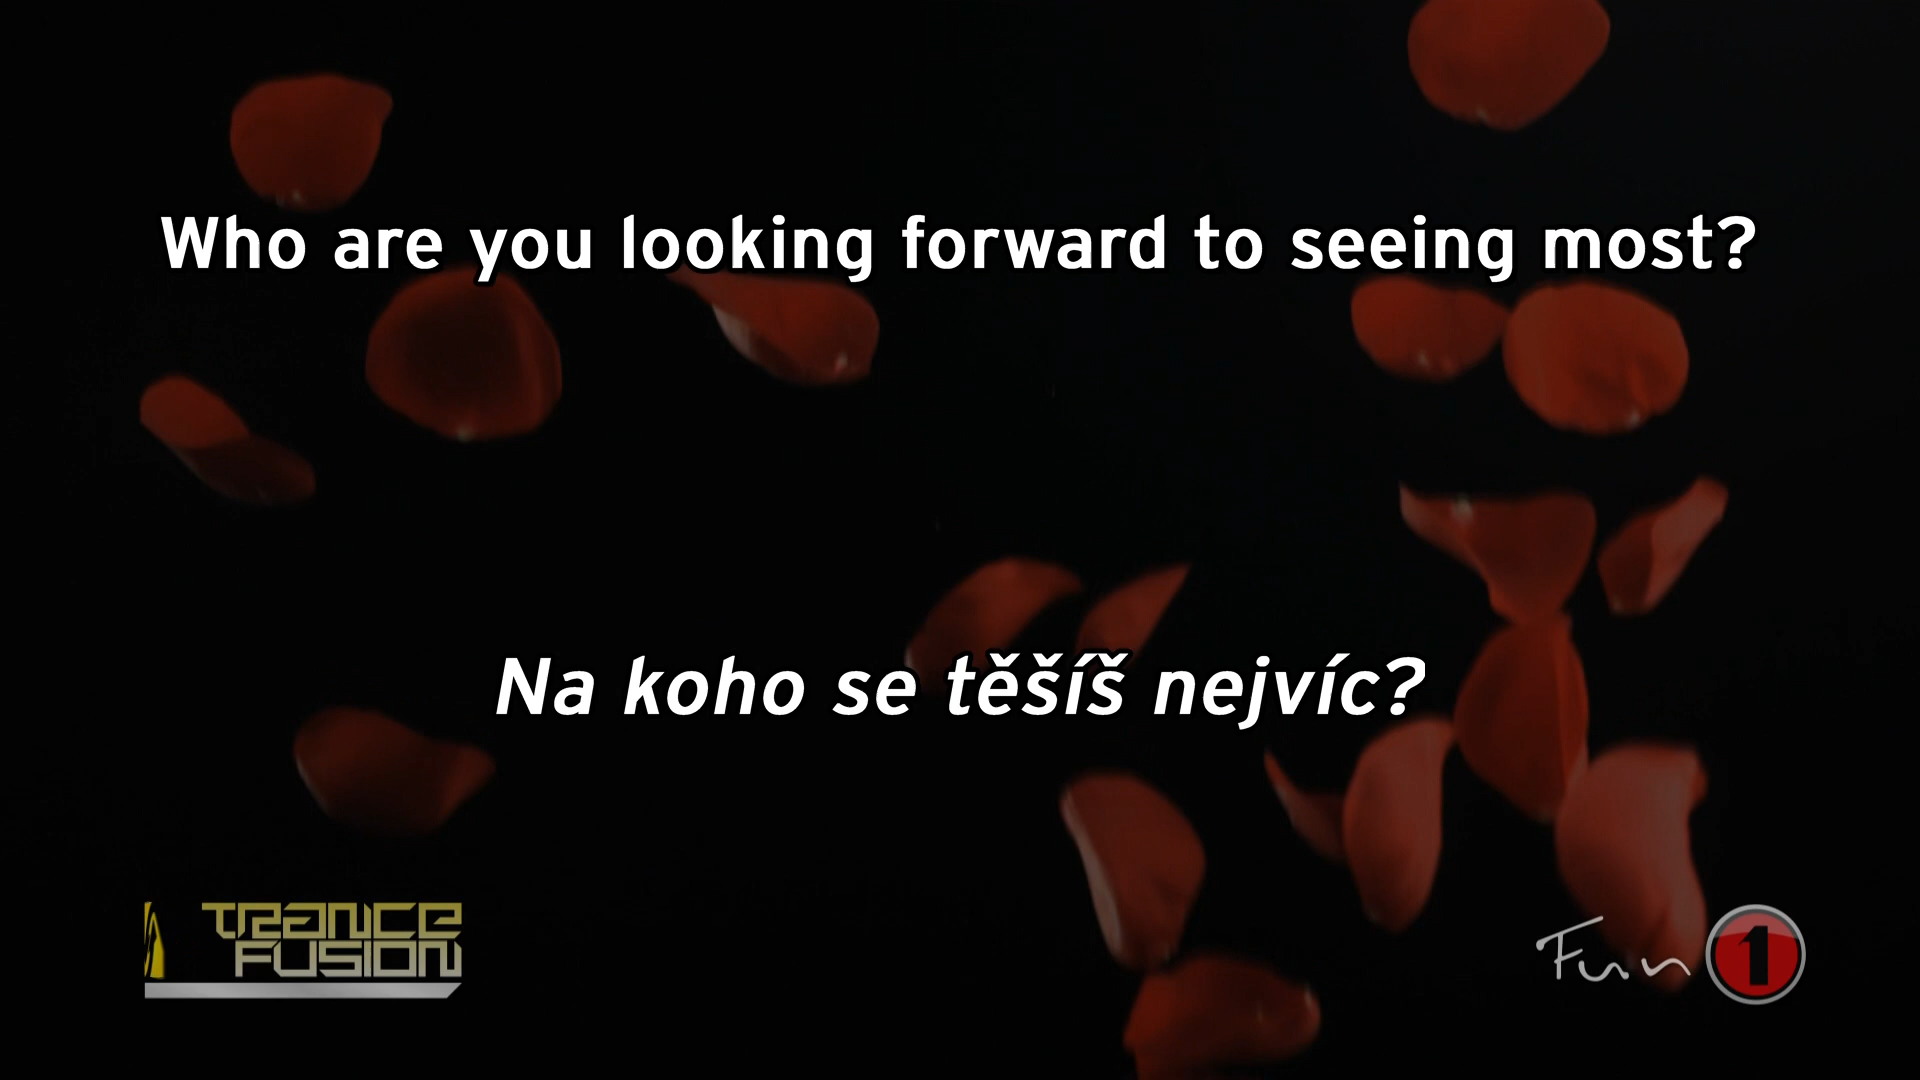 Who are you looking forward to seeing most?
Na koho se těšíš nejvíc?
TRANCE
FUSION
Fun 1